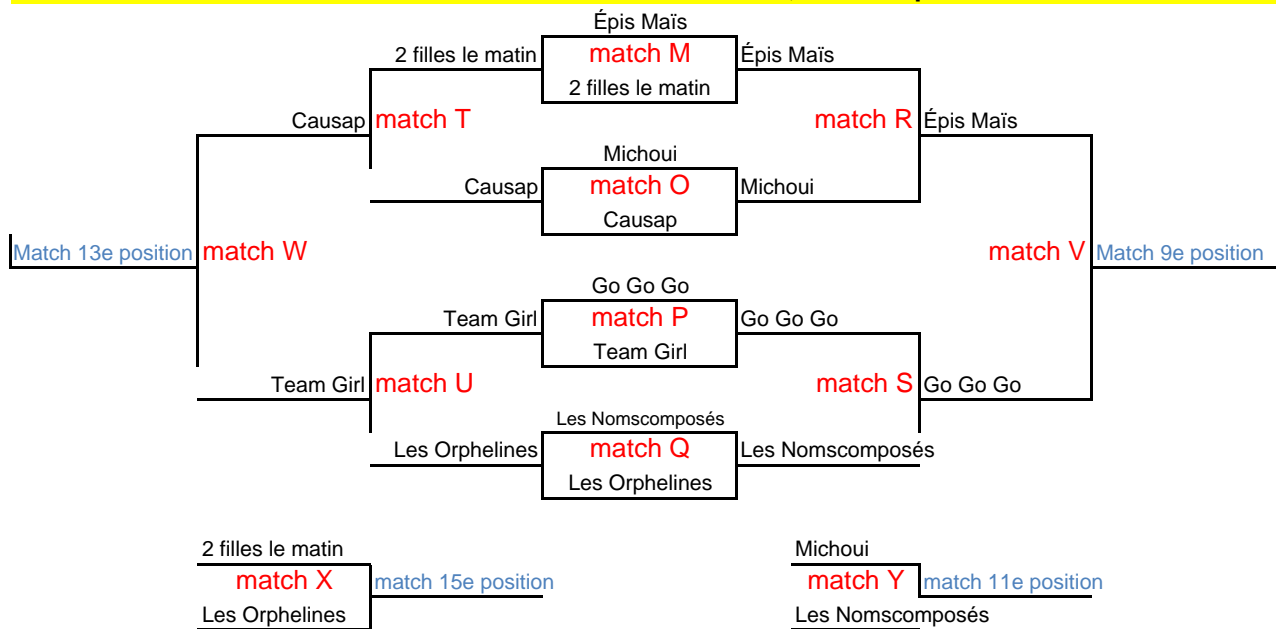 Épis Maïs
2 filles le matin match M Épis Maïs
2 filles le matin
Causap match T match R Épis Maïs
Michoui
Causap match O Michoui
Causap
Match 13e position match W match V Match 9e position
Go Go Go
Team Girl match P Go Go Go
Team Girl
Team Girl match U match S Go Go Go
Les Nomscomposés
Les Orphelines match Q Les Nomscomposés
Les Orphelines
2 filles le matin Michoui
match X match 15e position match Y match 11e position
Les Orphelines Les Nomscomposés